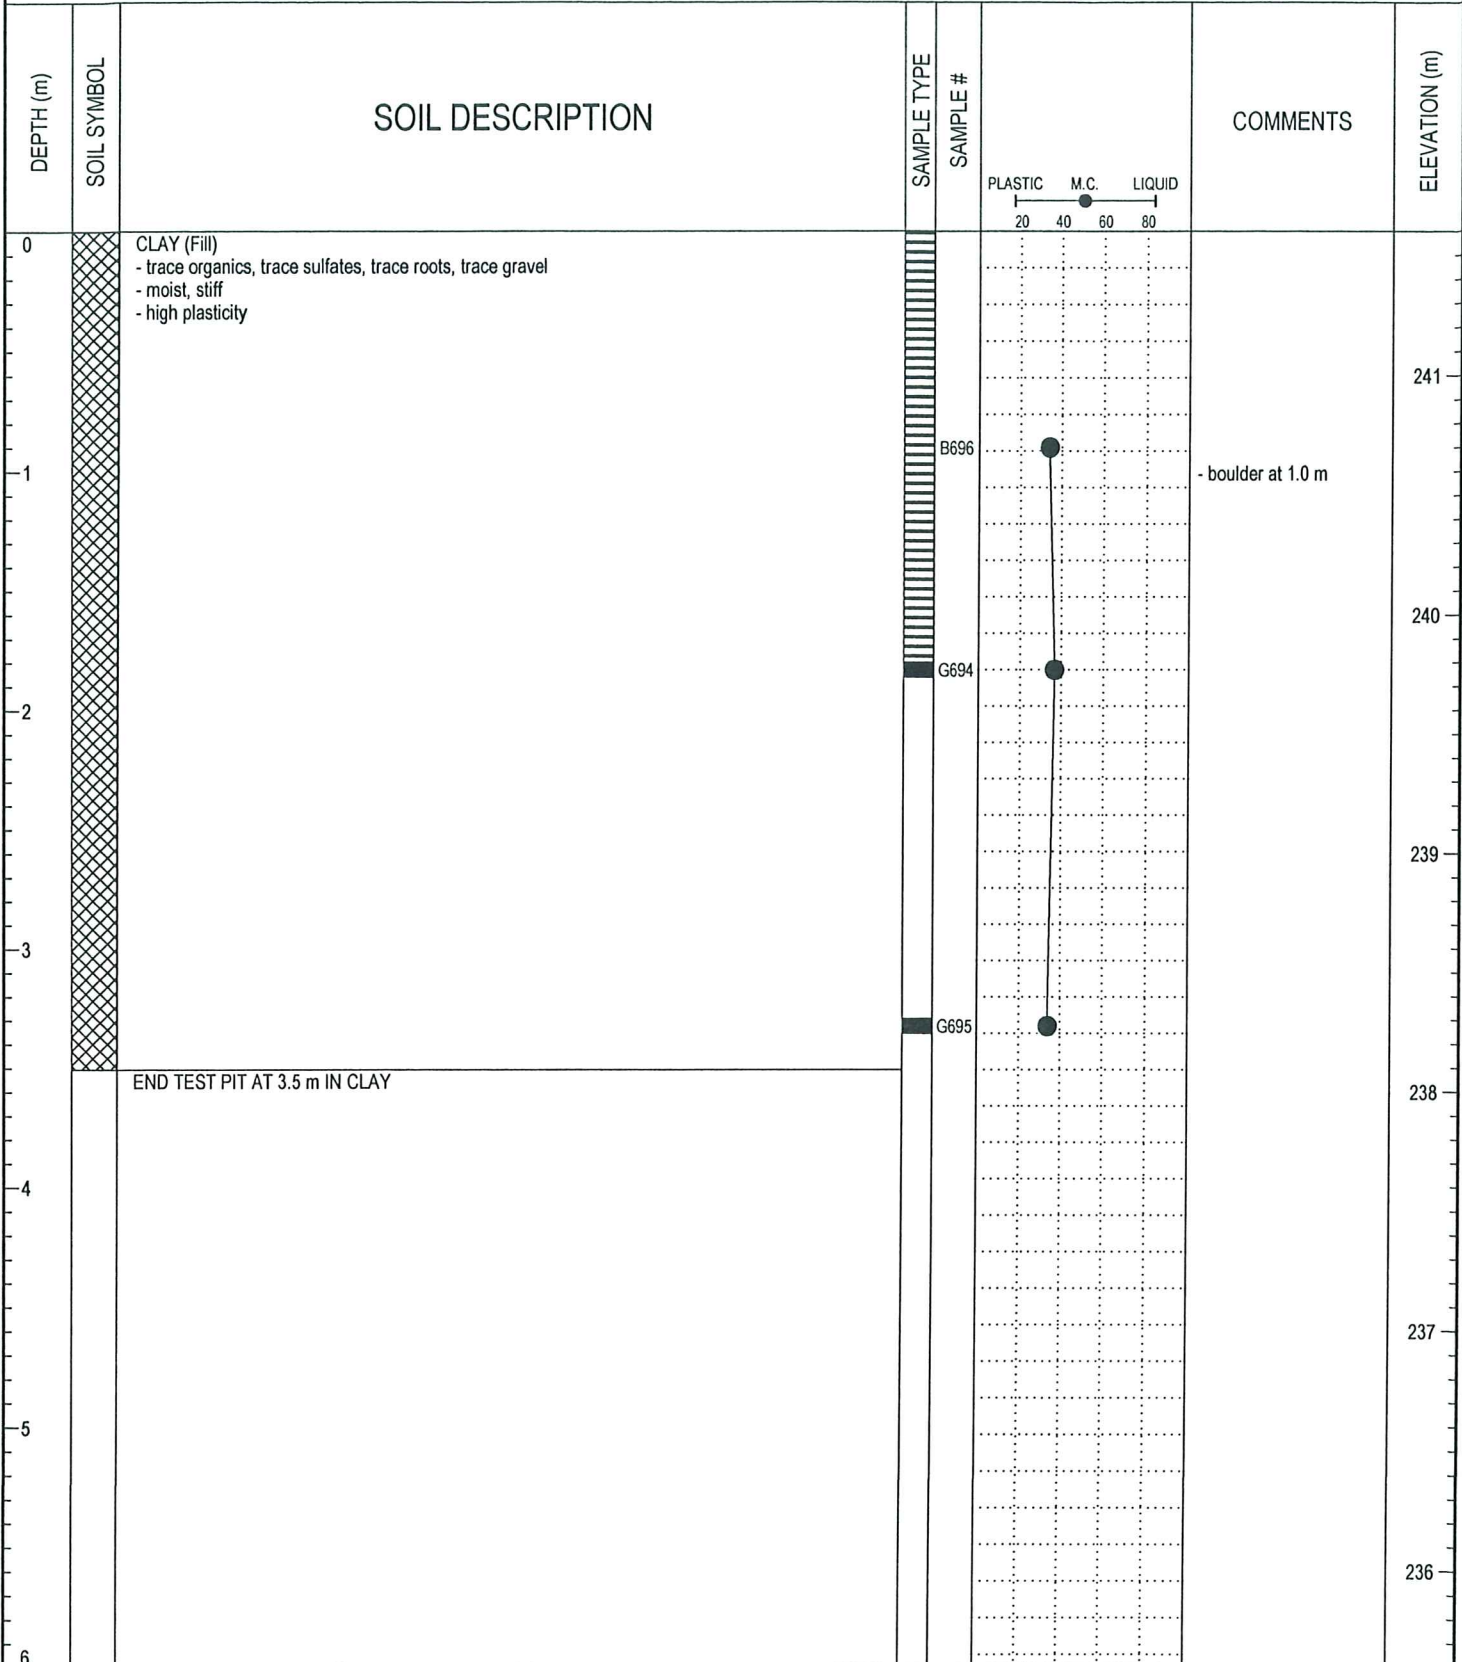 DEPTH (m)
SOIL SYMBOL
SOIL DESCRIPTION
SAMPLE TYPE
SAMPLE #
PLASTIC M.C. LIQUID
20 40 60 80
COMMENTS
ELEVATION (m)
0
CLAY (Fill)
- trace organics, trace sulfates, trace roots, trace gravel
- moist, stiff
- high plasticity
241
B696
1
- boulder at 1.0 m
240
G694
2
239
3
G695
END TEST PIT AT 3.5 m IN CLAY
238
4
237
5
236
6